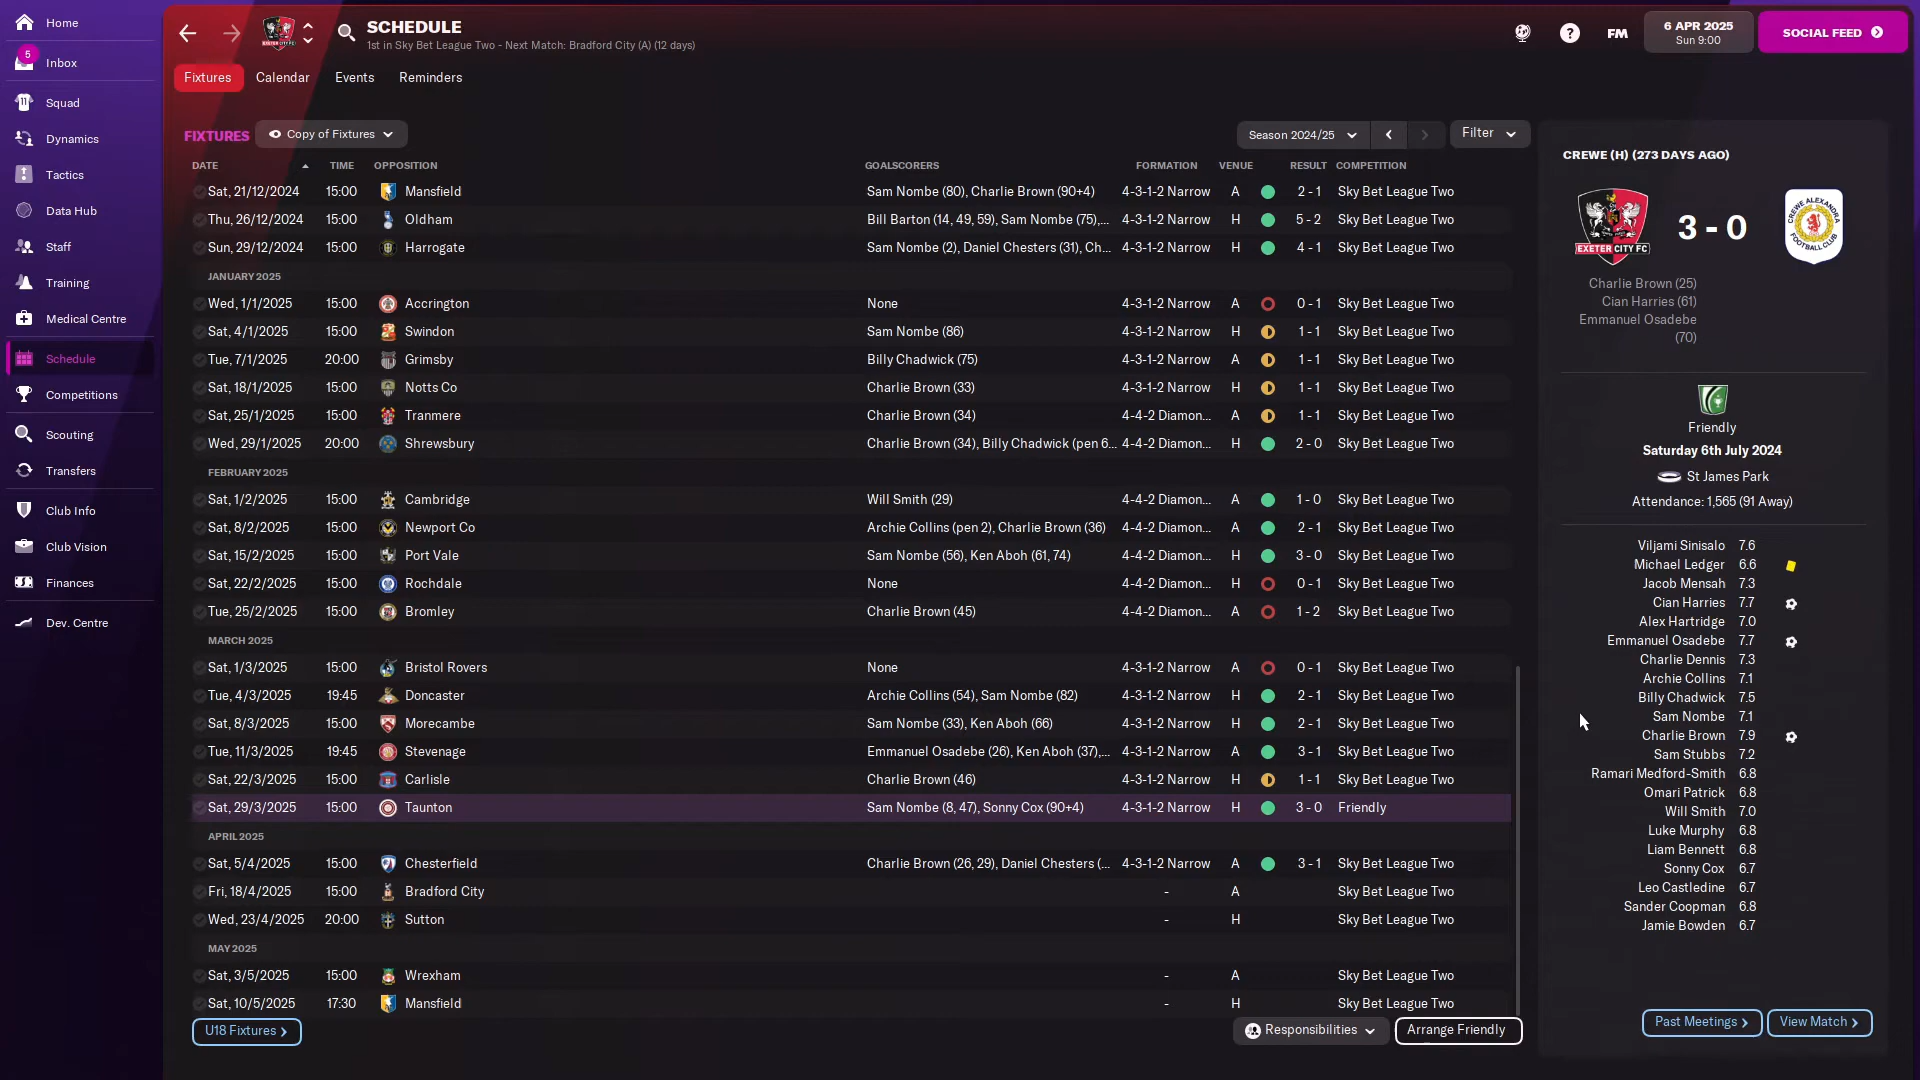 Home
5
Inbox
Squad
Dynamics
Tactics
Data Hub
Staff
Training
Medical Centre
Schedule
Competitions
Scouting
Transfers
Club Info
Club Vision
Finances
Dev. Centre
EXETER CITY FC
SCHEDULE
1st in Sky Bet League Two - Next Match: Bradford City (A) (12 days)
?
FM
6 APR 2025
Sun 9:00
SOCIAL FEED
Fixtures Calendar Events Reminders
FIXTURES Copy of Fixtures Season 2024/25 Filter
DATE TIME OPPOSITION GOALSCORERS FORMATION VENUE RESULT COMPETITION
Sat, 21/12/2024 15:00 Mansfield Sam Nombe (80), Charlie Brown (90+4) 4-3-1-2 Narrow A 2 - 1 Sky Bet League Two
Thu, 26/12/2024 15:00 Oldham Bill Barton (14, 49, 59), Sam Nombe (75),... 4-3-1-2 Narrow H 5 - 2 Sky Bet League Two
Sun, 29/12/2024 15:00 Harrogate Sam Nombe (2), Daniel Chesters (31), Ch... 4-3-1-2 Narrow H 4 - 1 Sky Bet League Two
JANUARY 2025
Wed, 1/1/2025 15:00 Accrington None 4-3-1-2 Narrow A 0 - 1 Sky Bet League Two
Sat, 4/1/2025 15:00 Swindon Sam Nombe (86) 4-3-1-2 Narrow H 1 - 1 Sky Bet League Two
Tue, 7/1/2025 20:00 Grimsby Billy Chadwick (75) 4-3-1-2 Narrow A 1 - 1 Sky Bet League Two
Sat, 18/1/2025 15:00 Notts Co Charlie Brown (33) 4-3-1-2 Narrow H 1 - 1 Sky Bet League Two
Sat, 25/1/2025 15:00 Tranmere Charlie Brown (34) 4-4-2 Diamon... A 1 - 1 Sky Bet League Two
Wed, 29/1/2025 20:00 Shrewsbury Charlie Brown (34), Billy Chadwick (pen 6... 4-4-2 Diamon... H 2 - 0 Sky Bet League Two
FEBRUARY 2025
Sat, 1/2/2025 15:00 Cambridge Will Smith (29) 4-4-2 Diamon... A 1 - 0 Sky Bet League Two
Sat, 8/2/2025 15:00 Newport Co Archie Collins (pen 2), Charlie Brown (36) 4-4-2 Diamon... A 2 - 1 Sky Bet League Two
Sat, 15/2/2025 15:00 Port Vale Sam Nombe (56), Ken Aboh (61, 74) 4-4-2 Diamon... H 3 - 0 Sky Bet League Two
Sat, 22/2/2025 15:00 Rochdale None 4-4-2 Diamon... H 0 - 1 Sky Bet League Two
Tue, 25/2/2025 15:00 Bromley Charlie Brown (45) 4-4-2 Diamon... A 1 - 2 Sky Bet League Two
MARCH 2025
Sat, 1/3/2025 15:00 Bristol Rovers None 4-3-1-2 Narrow A 0 - 1 Sky Bet League Two
Tue, 4/3/2025 19:45 Doncaster Archie Collins (54), Sam Nombe (82) 4-3-1-2 Narrow H 2 - 1 Sky Bet League Two
Sat, 8/3/2025 15:00 Morecambe Sam Nombe (33), Ken Aboh (66) 4-3-1-2 Narrow H 2 - 1 Sky Bet League Two
Tue, 11/3/2025 19:45 Stevenage Emmanuel Osadebe (26), Ken Aboh (37),... 4-3-1-2 Narrow A 3 - 1 Sky Bet League Two
Sat, 22/3/2025 15:00 Carlisle Charlie Brown (46) 4-3-1-2 Narrow H 1 - 1 Sky Bet League Two
Sat, 29/3/2025 15:00 Taunton Sam Nombe (8, 47), Sonny Cox (90+4) 4-3-1-2 Narrow H 3 - 0 Friendly
APRIL 2025
Sat, 5/4/2025 15:00 Chesterfield Charlie Brown (26, 29), Daniel Chesters (... 4-3-1-2 Narrow A 3 - 1 Sky Bet League Two
Fri, 18/4/2025 15:00 Bradford City - A Sky Bet League Two
Wed, 23/4/2025 20:00 Sutton - H Sky Bet League Two
MAY 2025
Sat, 3/5/2025 15:00 Wrexham - A Sky Bet League Two
Sat, 10/5/2025 17:30 Mansfield - H Sky Bet League Two
U18 Fixtures Responsibilities Arrange Friendly
CREWE (H) (273 DAYS AGO)
EXETER CITY FC
3 - 0
CREWE ALEXANDRA
FOOTBALL CLUB
Charlie Brown (25)
Cian Harries (61)
Emmanuel Osadebe
(70)
Friendly
Saturday 6th July 2024
St James Park
Attendance: 1,565 (91 Away)
Viljami Sinisalo 7.6
Michael Ledger 6.6
Jacob Mensah 7.3
Cian Harries 7.7
Alex Hartridge 7.0
Emmanuel Osadebe 7.7
Charlie Dennis 7.3
Archie Collins 7.1
Billy Chadwick 7.5
Sam Nombe 7.1
Charlie Brown 7.9
Sam Stubbs 7.2
Ramari Medford-Smith 6.8
Omari Patrick 6.8
Will Smith 7.0
Luke Murphy 6.8
Liam Bennett 6.8
Sonny Cox 6.7
Leo Castledine 6.7
Sander Coopman 6.8
Jamie Bowden 6.7
Past Meetings View Match